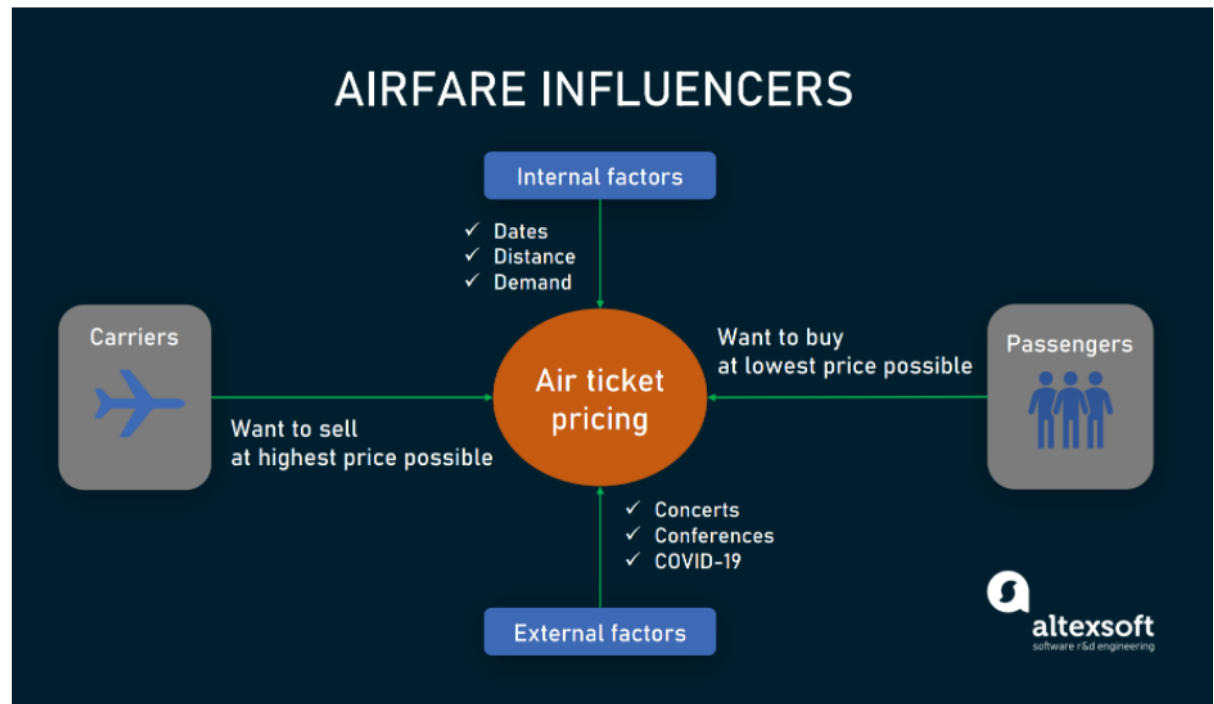 AIRFARE INFLUENCERS
Internal factors
✓ Dates
✓ Distance
✓ Demand
Carriers
Want to sell
at highest price possible
Air ticket
pricing
Want to buy
at lowest price possible
Passengers
✓ Concerts
✓ Conferences
✓ COVID-19
External factors
altexsoft
software r&d engineering